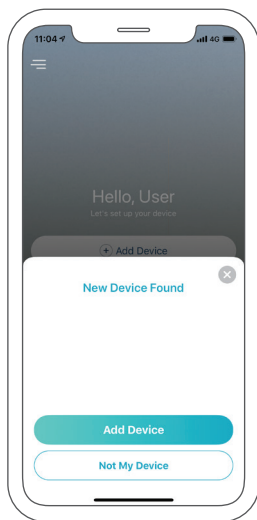 11:04
4G
Hello, User
Let's set up your device
Add Device
New Device Found
Add Device
Not My Device